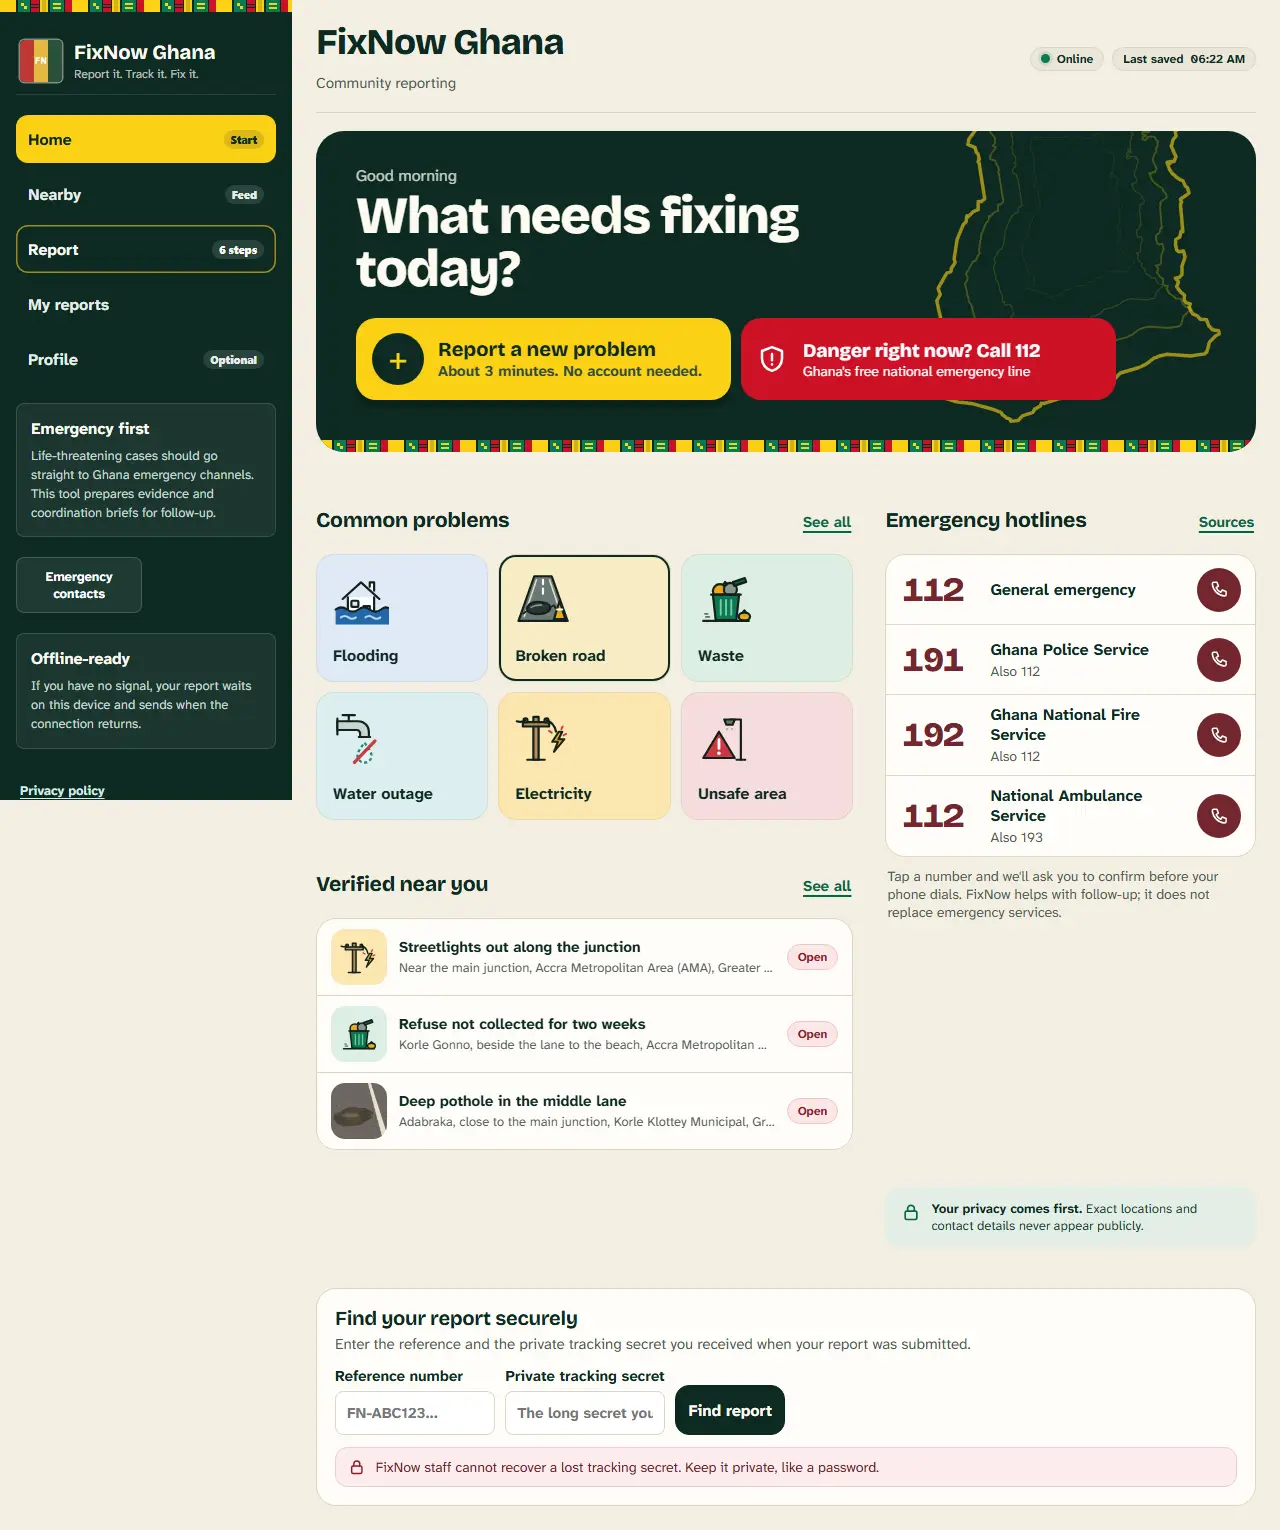 FN
FixNow Ghana
Report it. Track it. Fix it.
Home
Start
Nearby
Feed
Report
6 steps
My reports
Profile
Optional
Emergency first
Life-threatening cases should go
straight to Ghana emergency channels.
This tool prepares evidence and
coordination briefs for follow-up.
Emergency
contacts
Offline-ready
If you have no signal, your report waits
on this device and sends when the
connection returns.
Privacy policy
FixNow Ghana
Community reporting
Online
Last saved 06:22 AM
Good morning
What needs fixing
today?
+
Report a new problem
About 3 minutes. No account needed.
Danger right now? Call 112
Ghana's free national emergency line
Common problems
See all
Flooding
Broken road
Waste
Water outage
Electricity
Unsafe area
Emergency hotlines
Sources
112
General emergency
191
Ghana Police Service
Also 112
192
Ghana National Fire
Service
Also 112
112
National Ambulance
Service
Also 193
Tap a number and we'll ask you to confirm before your
phone dials. FixNow helps with follow-up; it does not
replace emergency services.
Verified near you
See all
Streetlights out along the junction
Near the main junction, Accra Metropolitan Area (AMA), Greater ...
Open
Refuse not collected for two weeks
Korle Gonno, beside the lane to the beach, Accra Metropolitan ...
Open
Deep pothole in the middle lane
Adabraka, close to the main junction, Korle Klottey Municipal, Gr...
Open
Your privacy comes first. Exact locations and
contact details never appear publicly.
Find your report securely
Enter the reference and the private tracking secret you received when your report was submitted.
Reference number
Private tracking secret
FN-ABC123...
The long secret you
Find report
FixNow staff cannot recover a lost tracking secret. Keep it private, like a password.